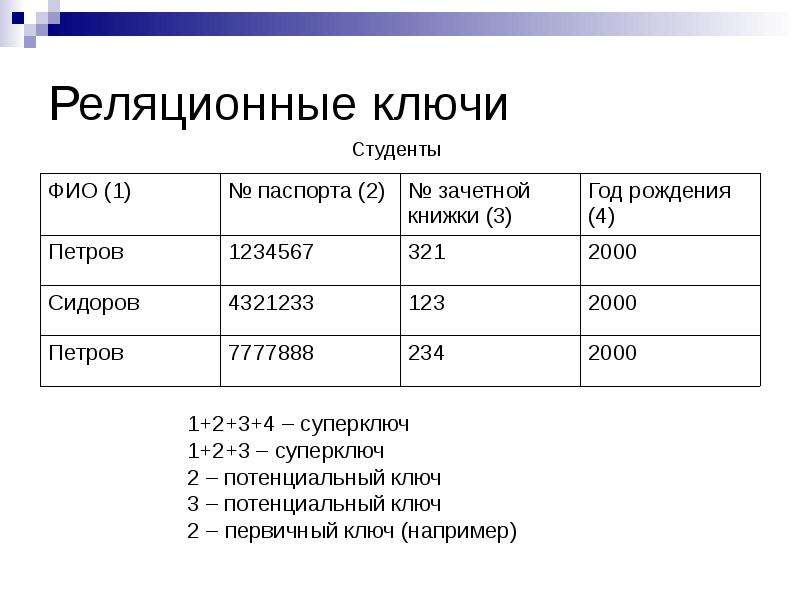 Реляционные ключи
Студенты
ФИО (1) № паспорта (2) № зачетной книжки (3) Год рождения (4)
Петров 1234567 321 2000
Сидоров 4321233 123 2000
Петров 7777888 234 2000
1+2+3+4 – суперключ
1+2+3 – суперключ
2 – потенциальный ключ
3 – потенциальный ключ
2 – первичный ключ (например)